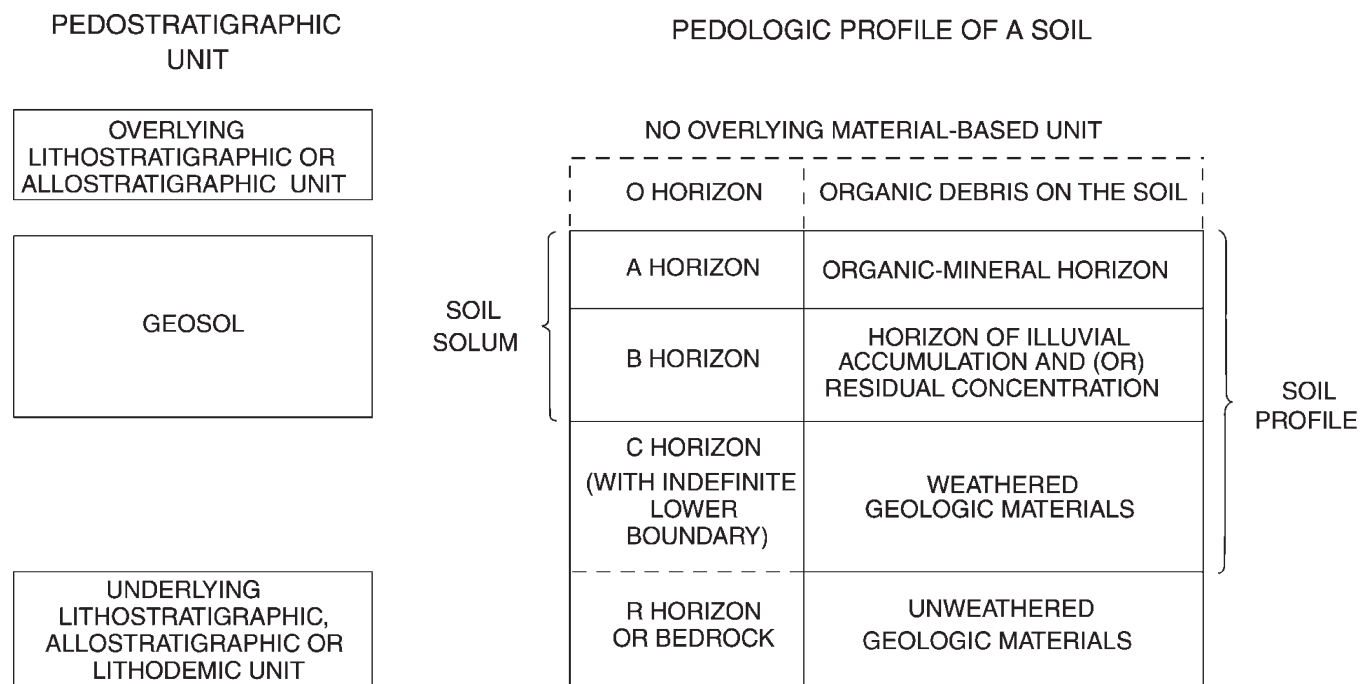 PEDOSTRATIGRAPHIC
UNIT
PEDOLOGIC PROFILE OF A SOIL
OVERLYING
LITHOSTRATIGRAPHIC OR
ALLOSTRATIGRAPHIC UNIT
NO OVERLYING MATERIAL-BASED UNIT
O HORIZON
ORGANIC DEBRIS ON THE SOIL
GEOSOL
SOIL
SOLUM
A HORIZON
ORGANIC-MINERAL HORIZON
B HORIZON
HORIZON OF ILLUVIAL
ACCUMULATION AND (OR)
RESIDUAL CONCENTRATION
SOIL
PROFILE
C HORIZON
(WITH INDEFINITE
LOWER
BOUNDARY)
WEATHERED
GEOLOGIC MATERIALS
UNDERLYING
LITHOSTRATIGRAPHIC,
ALLOSTRATIGRAPHIC OR
LITHODEMIC UNIT
R HORIZON
OR BEDROCK
UNWEATHERED
GEOLOGIC MATERIALS